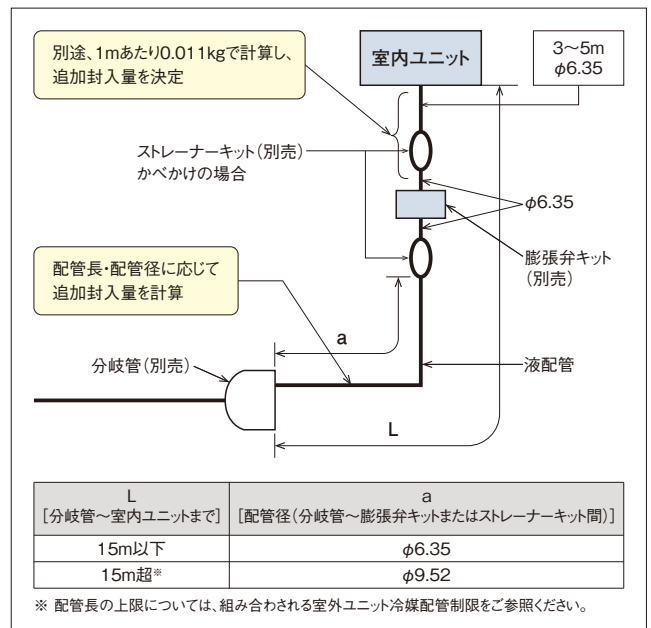 別途、1mあたり0.011kgで計算し、
追加封入量を決定
室内ユニット
3～5m
φ6.35
ストレーナーキット(別売)
かべかけの場合
φ6.35
膨張弁キット
(別売)
配管長・配管径に応じて
追加封入量を計算
a
分岐管(別売)
液配管
L
L
[分岐管～室内ユニットまで]
a
[配管径(分岐管～膨張弁キットまたはストレーナーキット間)]
15m以下
φ6.35
15m超※
φ9.52
※ 配管長の上限については、組み合わされる室外ユニット冷媒配管制限をご参照ください。